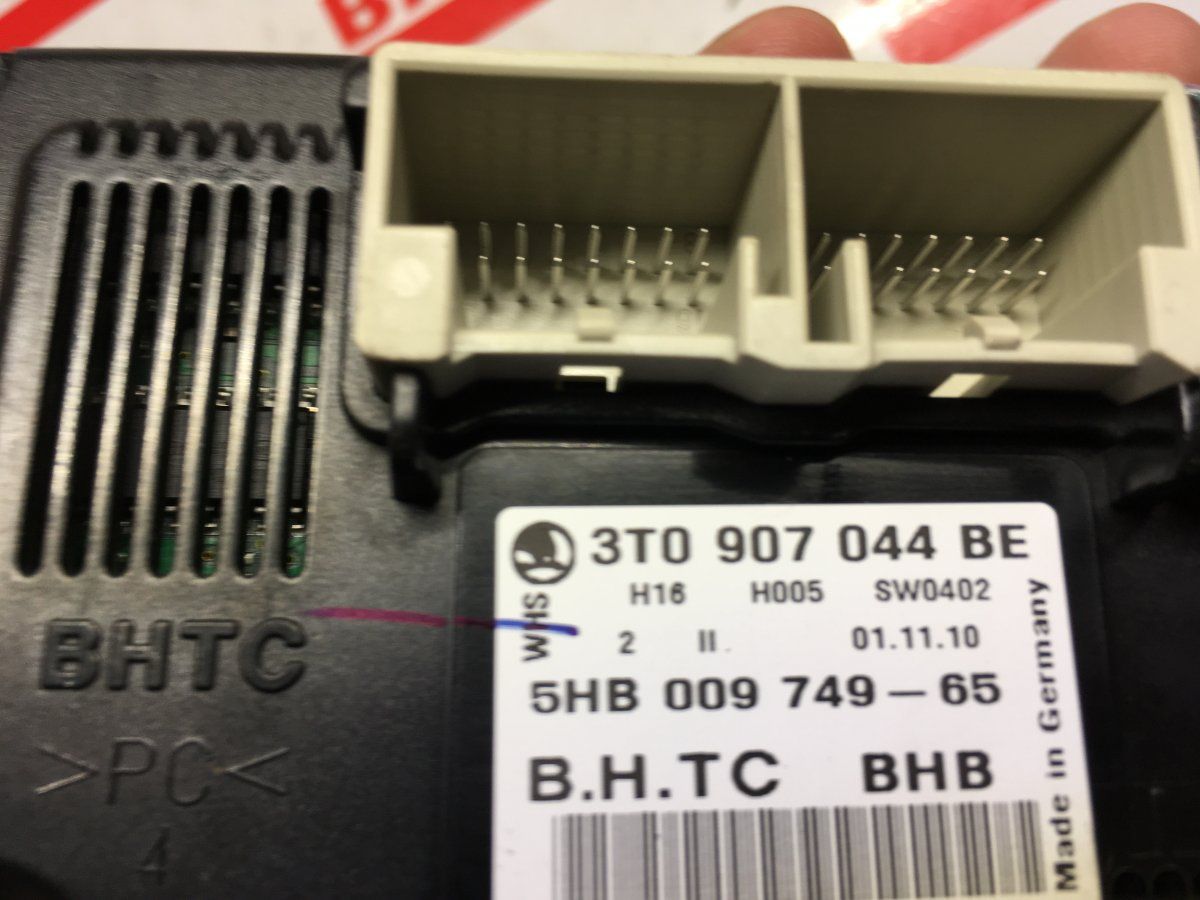 3T0 907 044 BE
H16 H005 SW0402
WHS
2 II.
01.11.10
5HB 009 749 – 65
B.H.TC BHB
Made in Germany
BHTC
>PC<
4